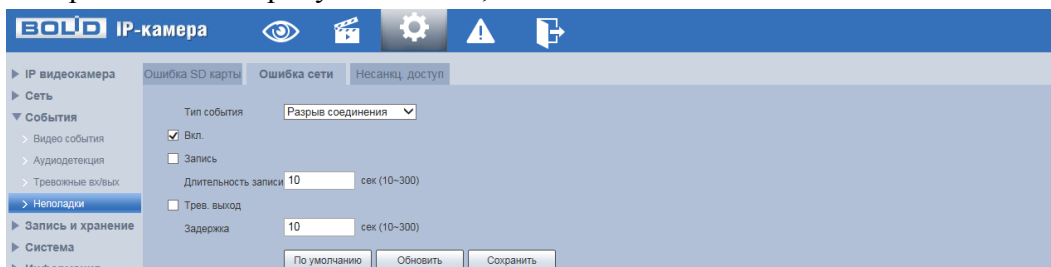 BOLID IP-камера
IP видеокамера
Сеть
События
Видео события
Аудиодетекция
Тревожные вх/вых
Неполадки
Запись и хранение
Система
Ошибка SD карты Ошибка сети Несанкц. доступ
Тип события Разрыв соединения
Вкл.
Запись
Длительность записи 10 сек (10~300)
Трев. выход
Задержка 10 сек (10~300)
По умолчанию Обновить Сохранить